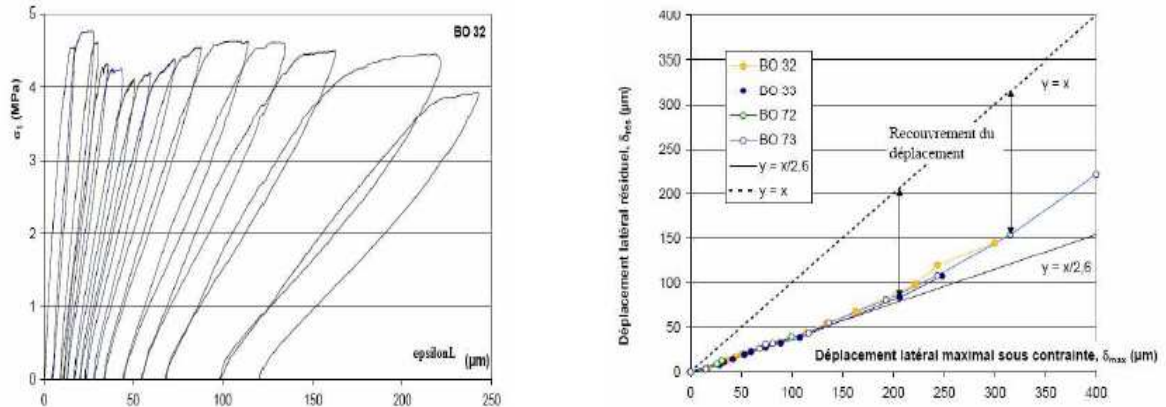 BO 32
σ₁ (MPa)
5
4
3
2
1
0
epsilonL
(µm)
0 50 100 150 200 250
Déplacement latéral résiduel, δrés (µm)
400
350
300
250
200
150
100
50
0
BO 32
BO 33
BO 72
BO 73
y = x/2,6
y = x
y = x
Recouvrement du
déplacement
y = x/2,6
Déplacement latéral maximal sous contrainte, δmax (µm)
0 50 100 150 200 250 300 350 400